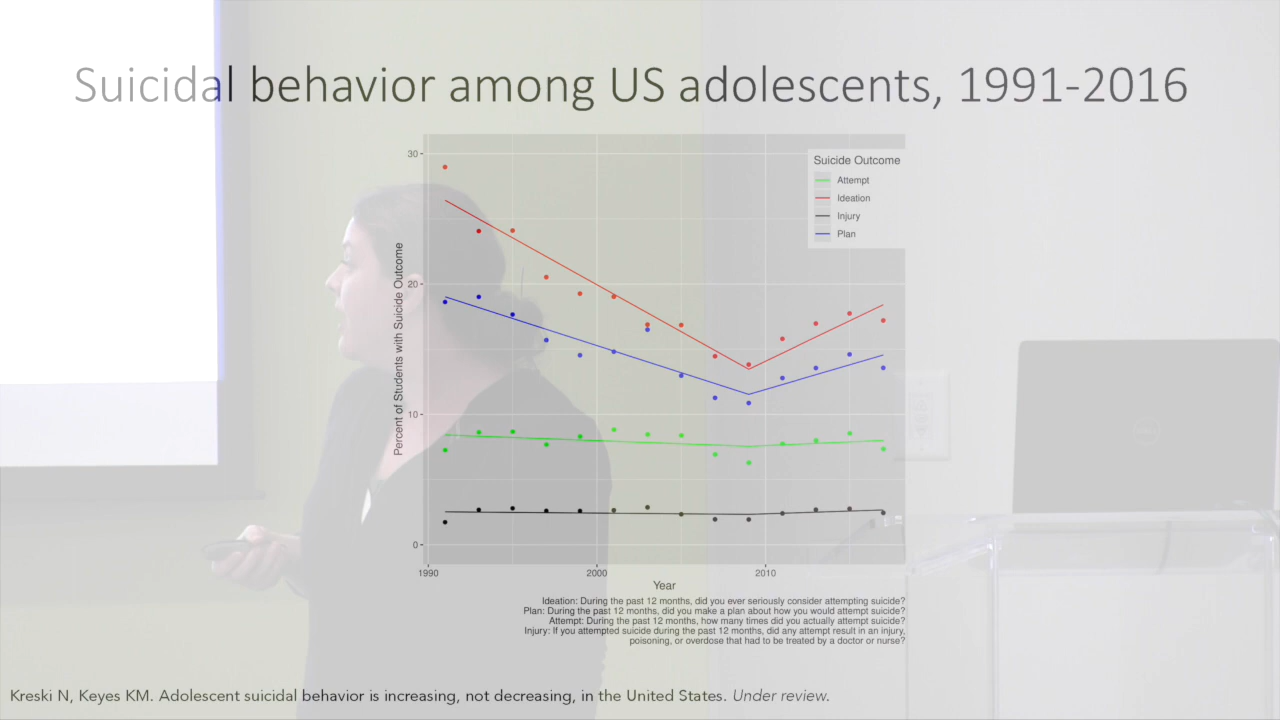 Suicidal behavior among US adolescents, 1991-2016
30
20
10
0
Percent of Students with Suicide Outcome
Suicide Outcome
Attempt
Ideation
Injury
Plan
1990
2000
2010
Year
Ideation: During the past 12 months, did you ever seriously consider attempting suicide?
Plan: During the past 12 months, did you make a plan about how you would attempt suicide?
Attempt: During the past 12 months, how many times did you actually attempt suicide?
Injury: If you attempted suicide during the past 12 months, did any attempt result in an injury,
poisoning, or overdose that had to be treated by a doctor or nurse?
Kreski N, Keyes KM. Adolescent suicidal behavior is increasing, not decreasing, in the United States. Under review.